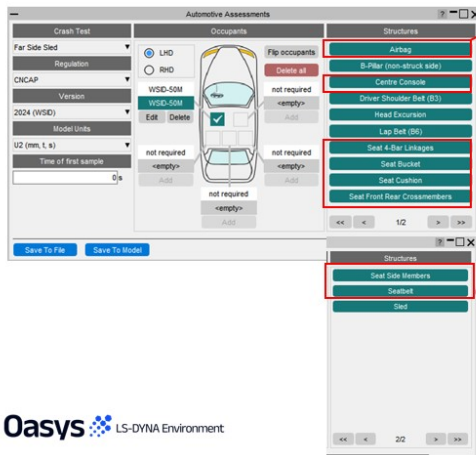 Automotive Assessments
Crash Test
Far Side Sled
Regulation
CNCAP
Version
2024 (WSID)
Model Units
U2 (mm, t, s)
Time of first sample
0 s
Occupants
LHD
RHD
Flip occupants
Delete all
WSID-50M
WSID-50M
Edit Delete
not required
<empty>
Add
not required
<empty>
Add
not required
<empty>
Add
not required
<empty>
Add
Structures
Airbag
B-Pillar (non-struck side)
Centre Console
Driver Shoulder Belt (B3)
Head Excursion
Lap Belt (B6)
Seat 4-Bar Linkages
Seat Bucket
Seat Cushion
Seat Front Rear Crossmembers
<< < 1/2 > >>
Save To File Save To Model
Structures
Seat Side Members
Seatbelt
Sled
<< < 2/2 > >>
Oasys LS-DYNA Environment